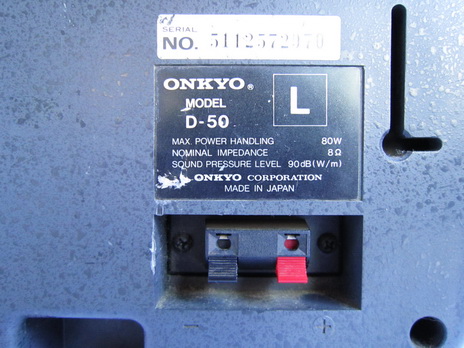 SERIAL
NO. 5112572970
ONKYO®
L
MODEL
D-50
MAX. POWER HANDLING 80W
NOMINAL IMPEDANCE 8Ω
SOUND PRESSURE LEVEL 90dB(W/m)
ONKYO CORPORATION
MADE IN JAPAN
- +